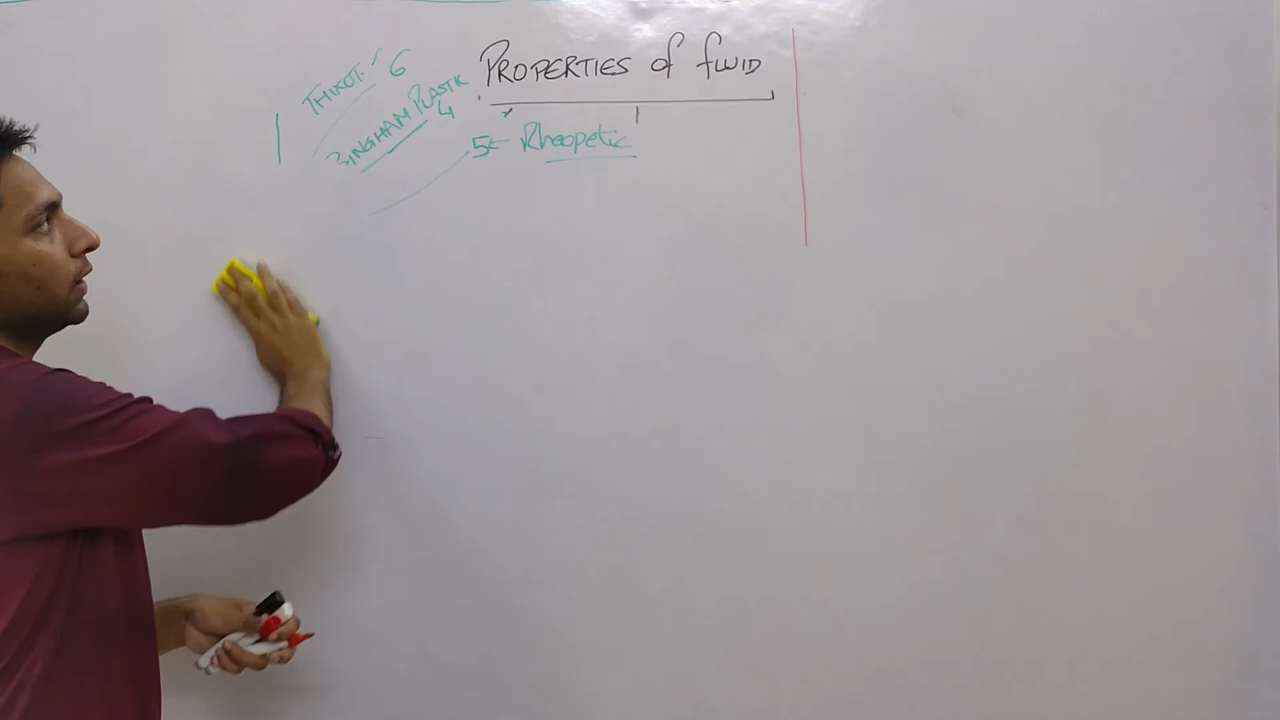 PROPERTIES of fLUID
THIXOT. 6
BINGHAM PLASTIC
4
5 Rheopetic